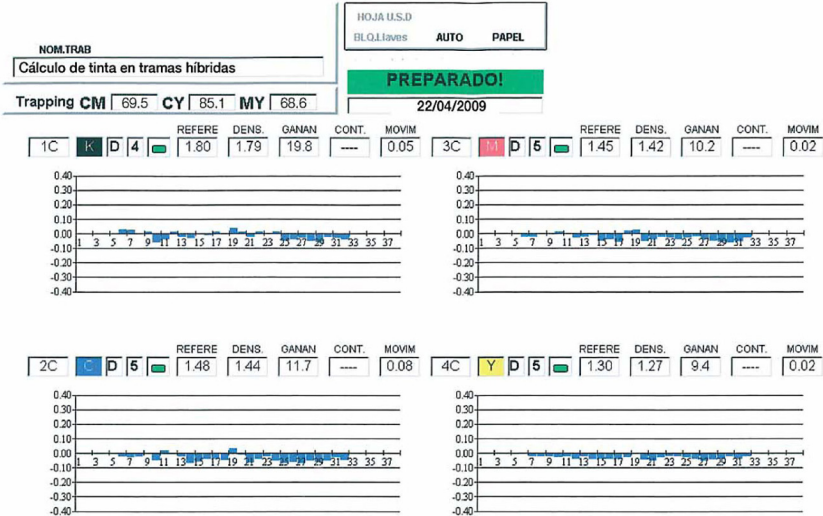 HOJA U.S.D
BLQ.Llaves AUTO PAPEL
NOM.TRAB
Cálculo de tinta en tramas híbridas
PREPARADO!
Trapping CM 69.5 CY 85.1 MY 68.6
22/04/2009
REFERE DENS. GANAN CONT. MOVIM
1C K D 4 1.80 1.79 19.8 ---- 0.05
0.40
0.30
0.20
0.10
0.00
-0.10
-0.20
-0.30
-0.40
1 3 5 7 9 11 13 15 17 19 21 23 25 27 29 31 33 35 37
REFERE DENS. GANAN CONT. MOVIM
3C M D 5 1.45 1.42 10.2 ---- 0.02
0.40
0.30
0.20
0.10
0.00
-0.10
-0.20
-0.30
-0.40
1 3 5 7 9 11 13 15 17 19 21 23 25 27 29 31 33 35 37
REFERE DENS. GANAN CONT. MOVIM
2C C D 5 1.48 1.44 11.7 ---- 0.08
0.40
0.30
0.20
0.10
0.00
-0.10
-0.20
-0.30
-0.40
1 3 5 7 9 11 13 15 17 19 21 23 25 27 29 31 33 35 37
REFERE DENS. GANAN CONT. MOVIM
4C Y D 5 1.30 1.27 9.4 ---- 0.02
0.40
0.30
0.20
0.10
0.00
-0.10
-0.20
-0.30
-0.40
1 3 5 7 9 11 13 15 17 19 21 23 25 27 29 31 33 35 37